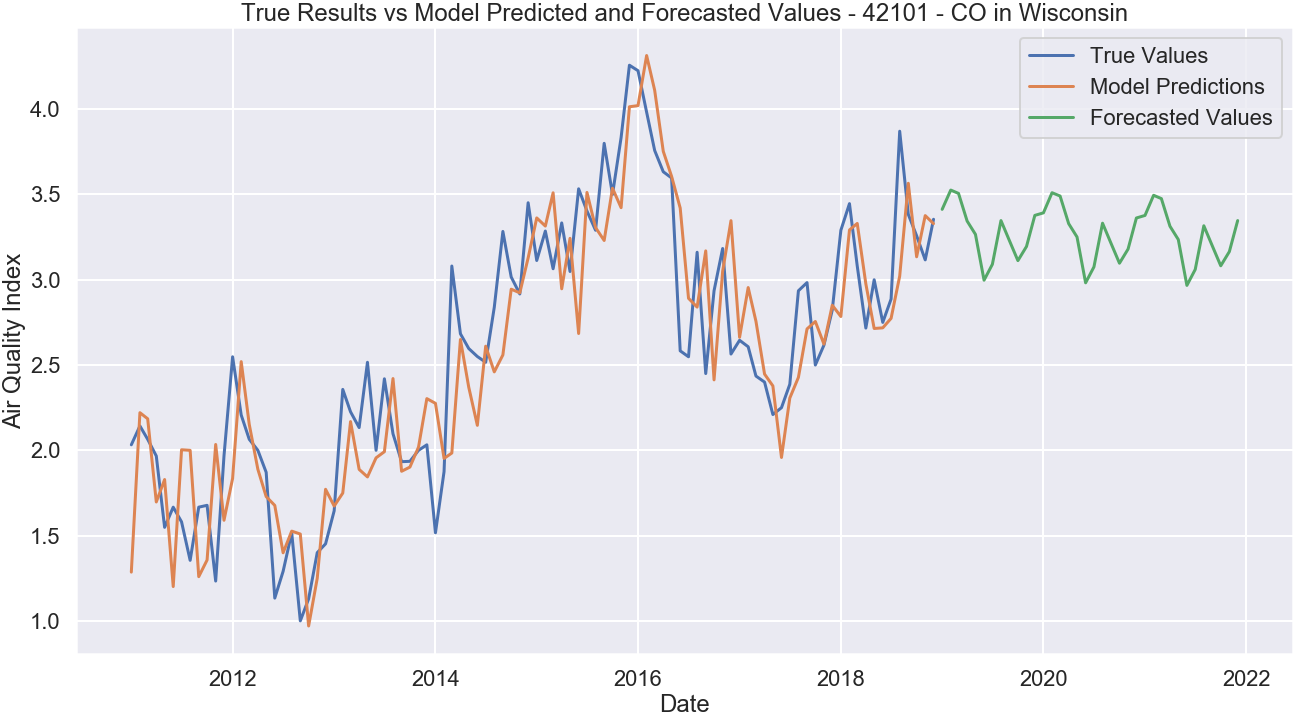 True Results vs Model Predicted and Forecasted Values - 42101 - CO in Wisconsin
True Values
Model Predictions
Forecasted Values
Air Quality Index
4.0
3.5
3.0
2.5
2.0
1.5
1.0
2012 2014 2016 2018 2020 2022
Date